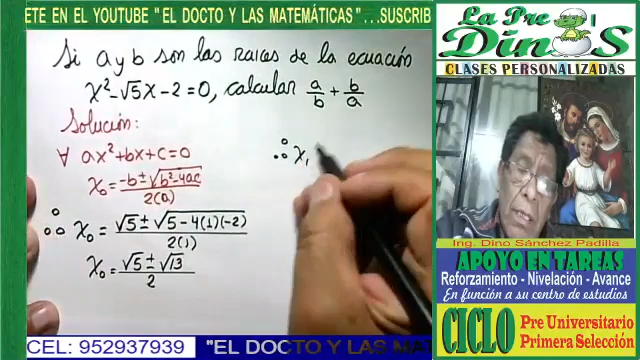 ETE EN EL YOUTUBE "EL DOCTO Y LAS MATEMÁTICAS"...SUSCRIB
Si a y b son las raíces de la ecuación
x²-√5x-2=0, calcular a/b + b/a
Solución:
∀ ax²+bx+c=0
x₀ = (-b±√(b²-4ac))/2(a)
∴ x₀ = (√5 ± √(5-4(1)(-2)))/2(1)
x₀ = (√5 ± √13)/2
∴ x₁
La Pre
DinoS
CLASES PERSONALIZADAS
Ing. Dino Sánchez Padilla
APOYO EN TAREAS
Reforzamiento - Nivelación - Avance
En función a su centro de estudios
CICLO Pre Universitario
Primera Selección
CEL: 952937939 "EL DOCTO Y LAS MATEMÁTICAS"